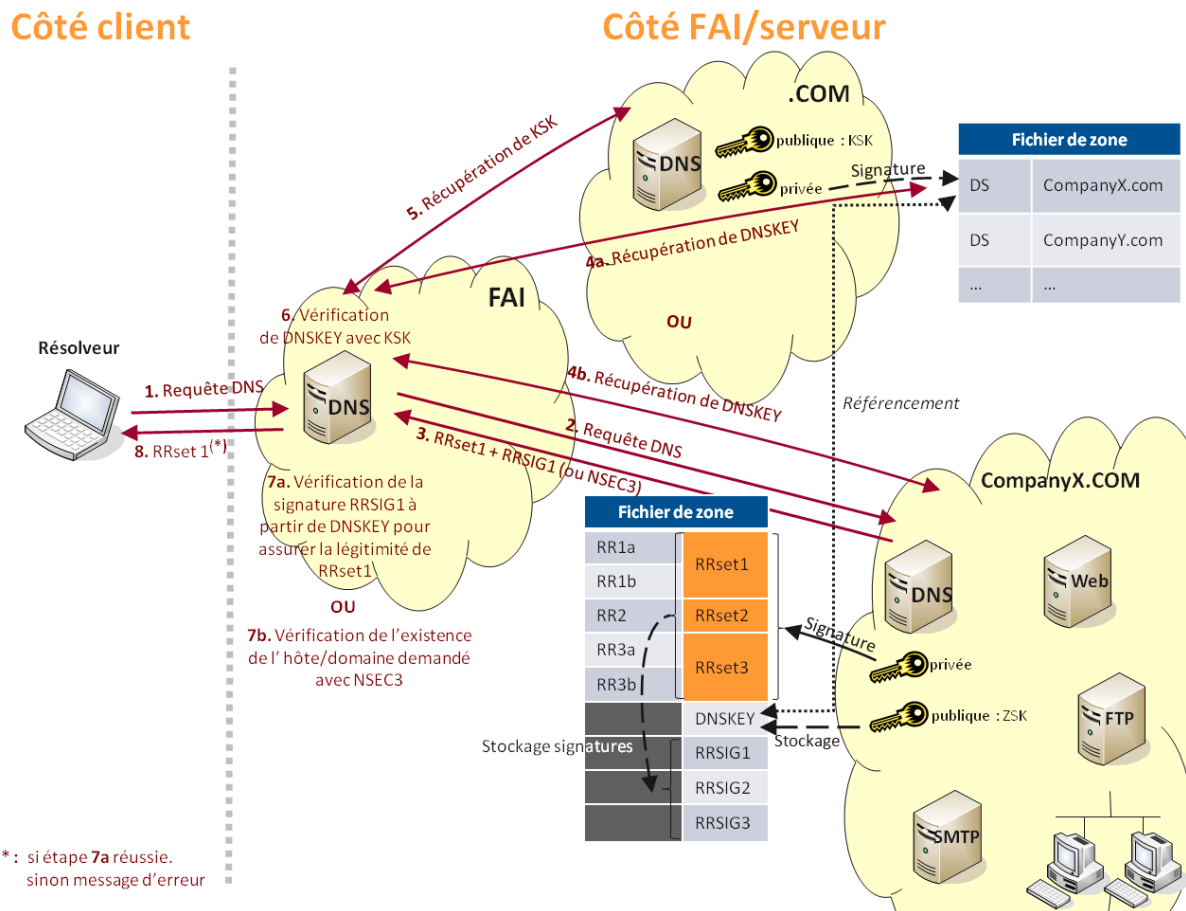 Côté client
Côté FAI/serveur
.COM
DNS
publique : KSK
privée
Signature
Fichier de zone
DS CompanyX.com
DS CompanyY.com
... ...
5. Récupération de KSK
4a. Récupération de DNSKEY
OU
FAI
6. Vérification
de DNSKEY avec KSK
DNS
Résolveur
1. Requête DNS
8. RRset 1(*)
4b. Récupération de DNSKEY
2. Requête DNS
3. RRset1 + RRSIG1 (ou NSEC3)
Référencement
7a. Vérification de la
signature RRSIG1 à
partir de DNSKEY pour
assurer la légitimité de
RRset1
OU
7b. Vérification de l'existence
de l' hôte/domaine demandé
avec NSEC3
CompanyX.COM
DNS
Web
FTP
SMTP
Signature
privée
publique : ZSK
Stockage
Fichier de zone
RR1a
RR1b
RR2
RR3a
RR3b
RRset1
RRset2
RRset3
DNSKEY
RRSIG1
RRSIG2
RRSIG3
Stockage signatures
* : si étape 7a réussie.
sinon message d'erreur